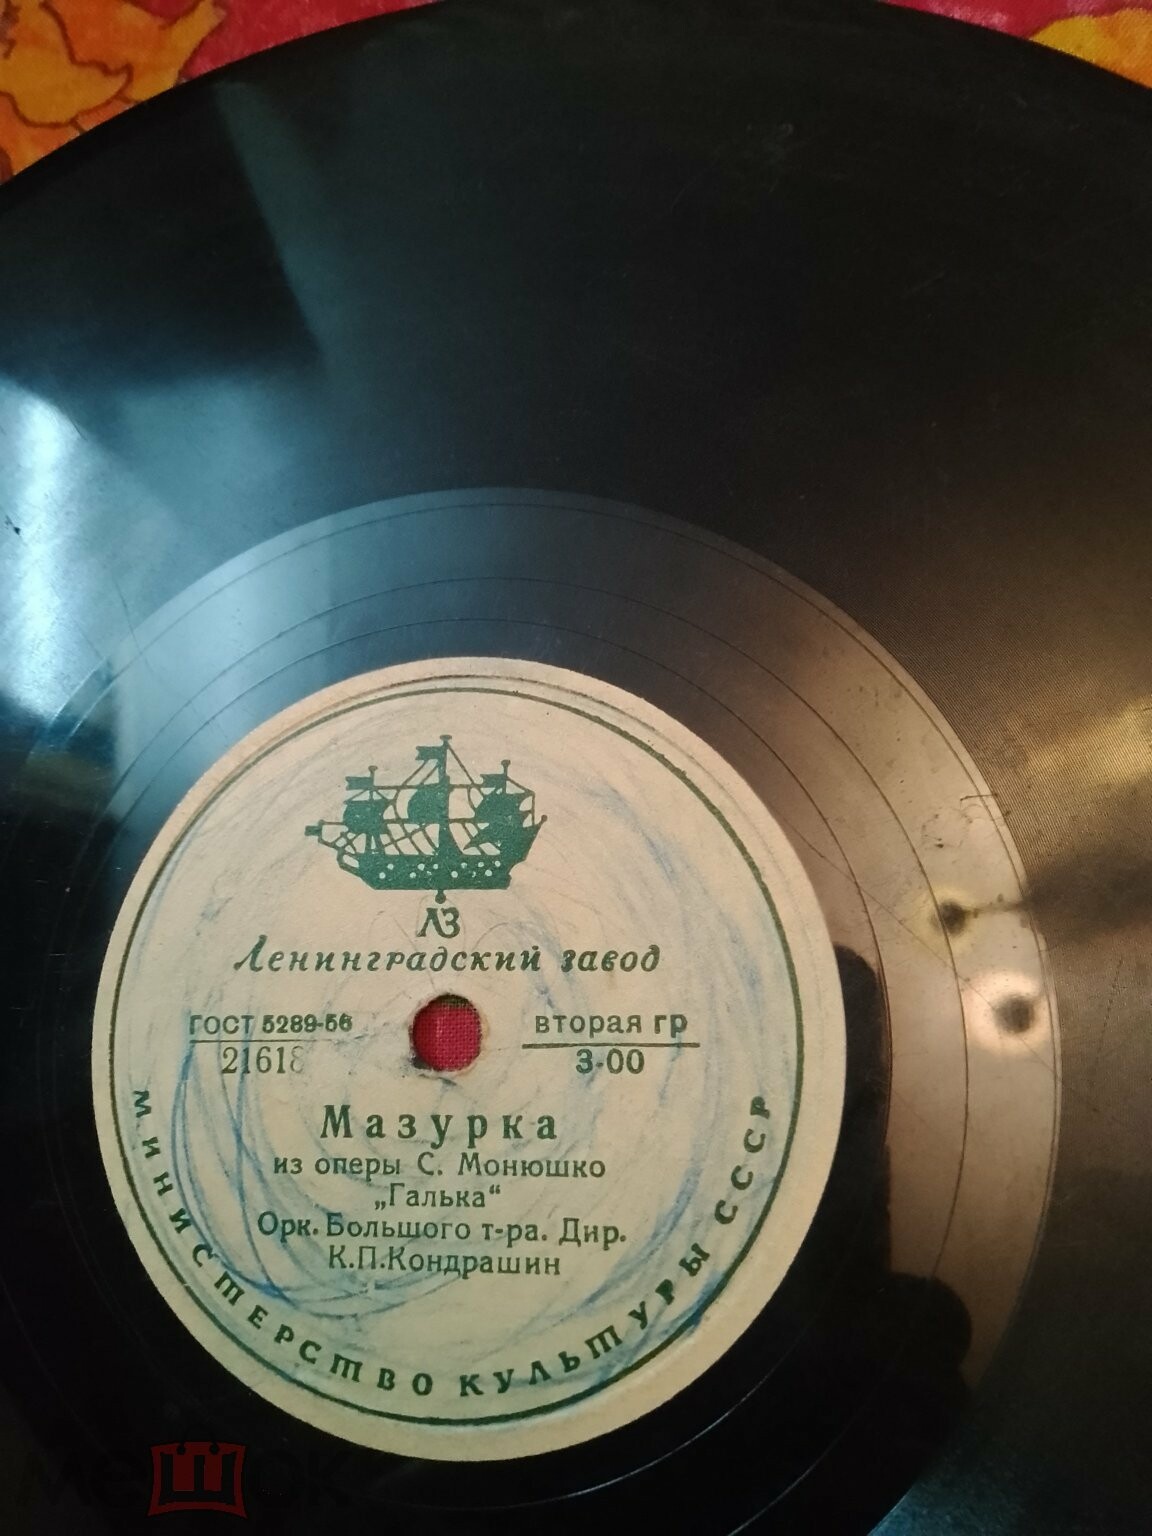 ЛЗ
Ленинградский завод
ГОСТ 5289-56
вторая гр
21618
3-00
Мазурка
из оперы С. Монюшко
„Галька“
Орк. Большого т-ра. Дир.
К.П.Кондрашин
МИНИСТЕРСТВО КУЛЬТУРЫ СССР
мешок